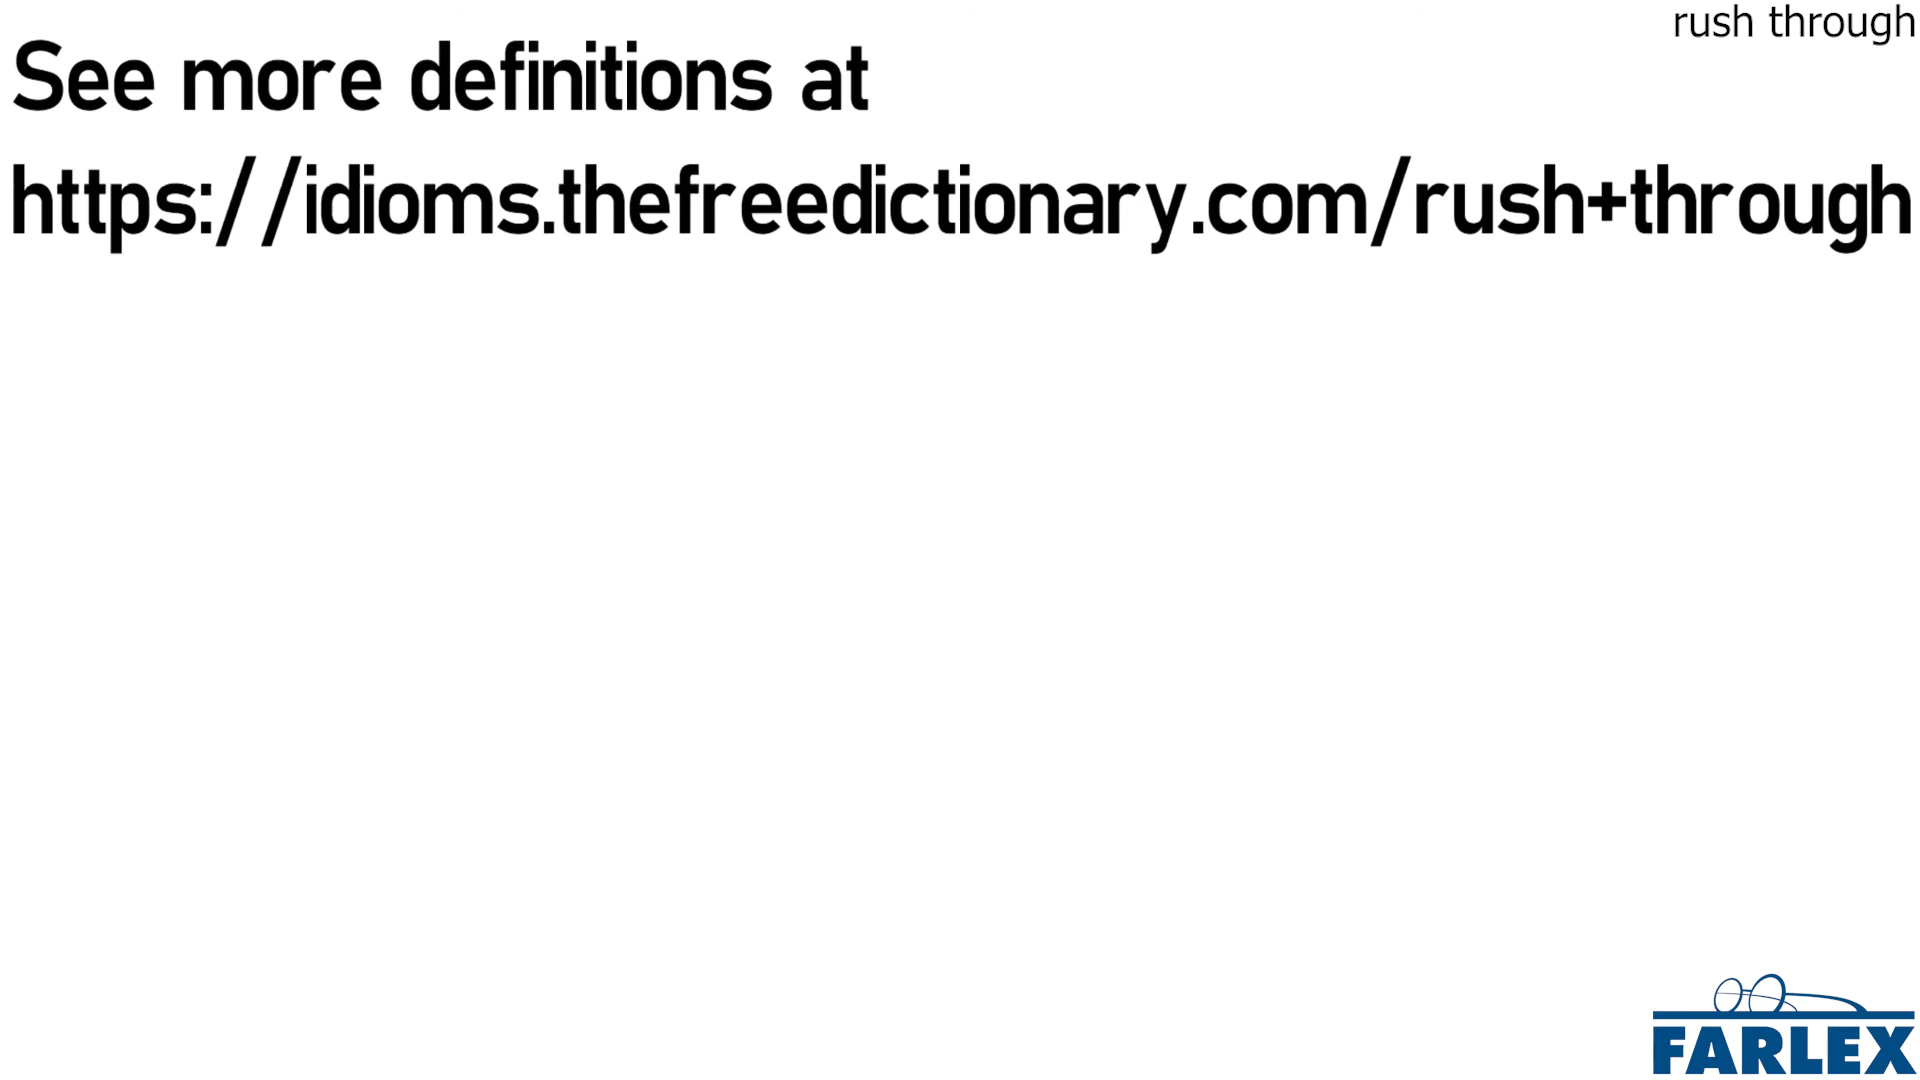 rush through
See more definitions at
https://idioms.thefreedictionary.com/rush+through
FARLEX